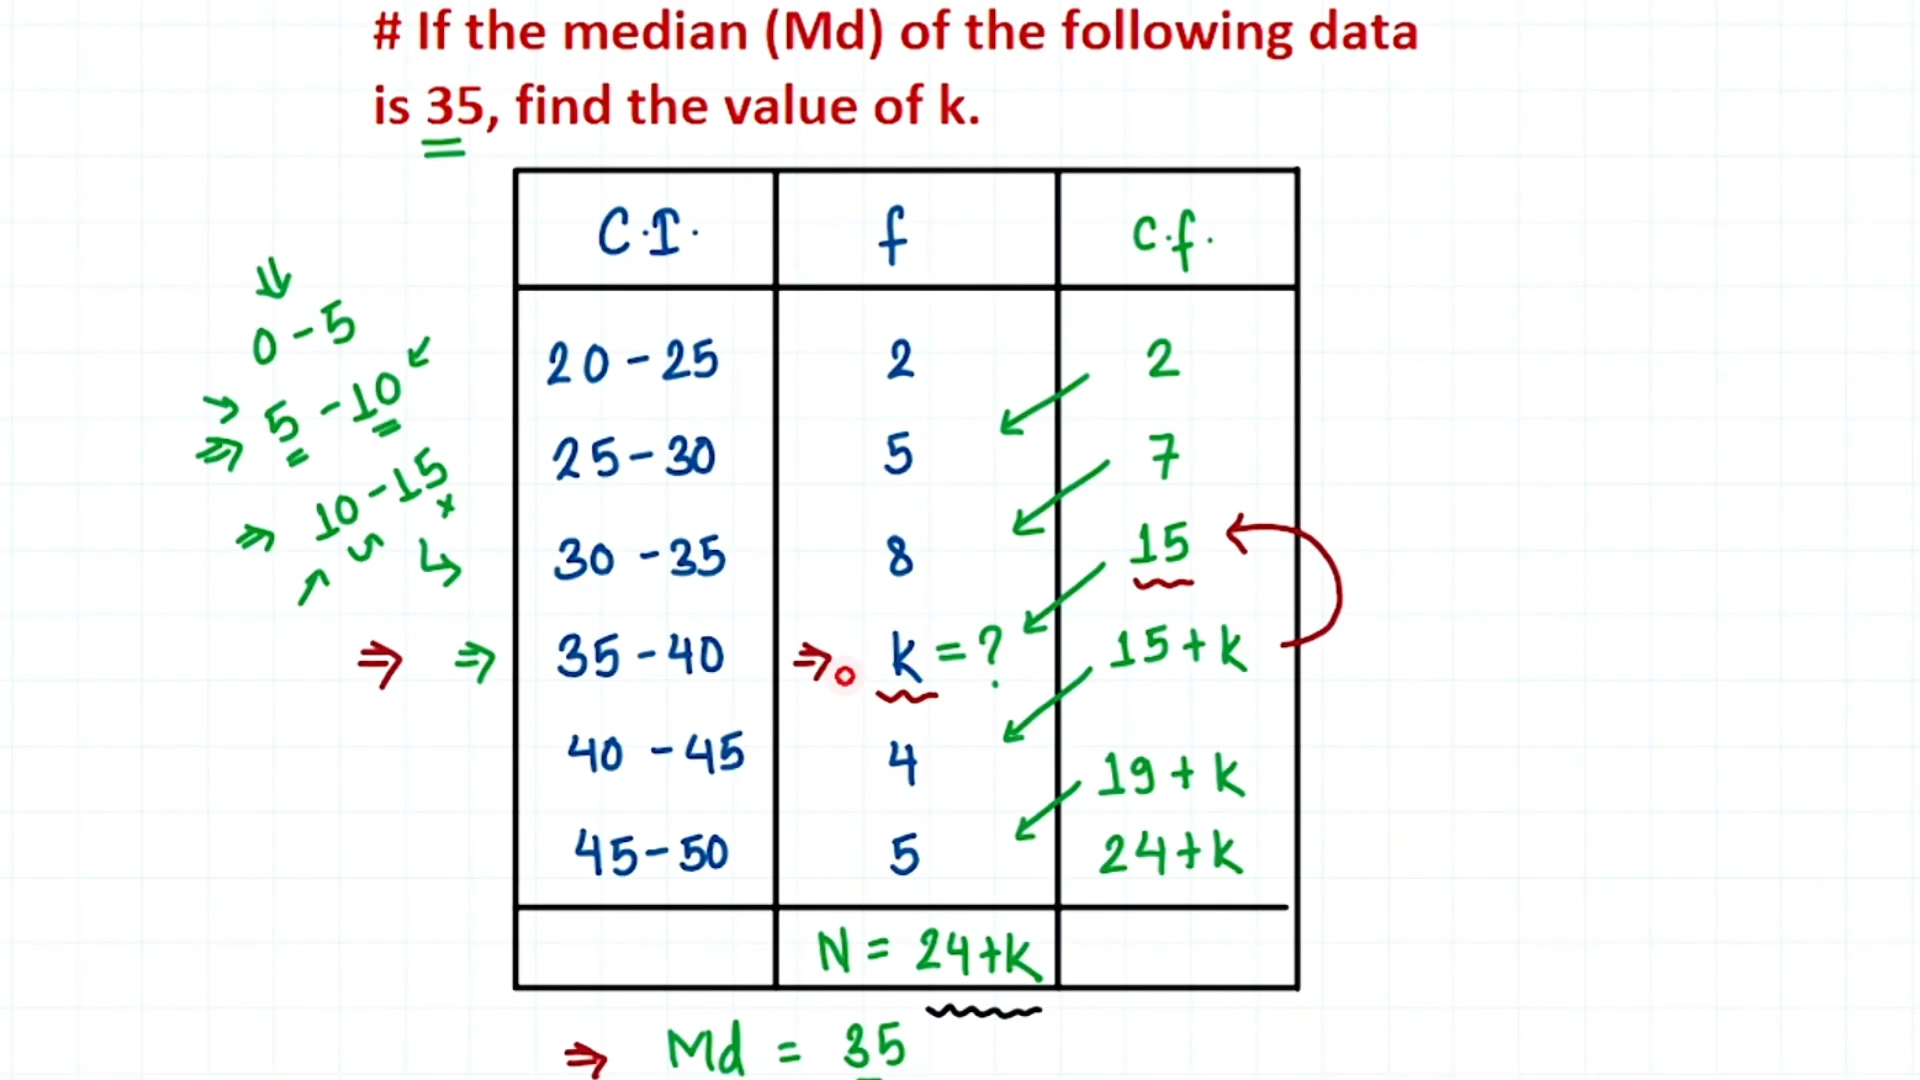 # If the median (Md) of the following data
is 35, find the value of k.
C.I. f c.f.
20 - 25 2 2
25 - 30 5 7
30 - 35 8 15
35 - 40 k = ? 15 + k
40 - 45 4 19 + k
45 - 50 5 24 + k
N = 24+k
Md = 35
0 - 5
5 - 10
10 - 15
5